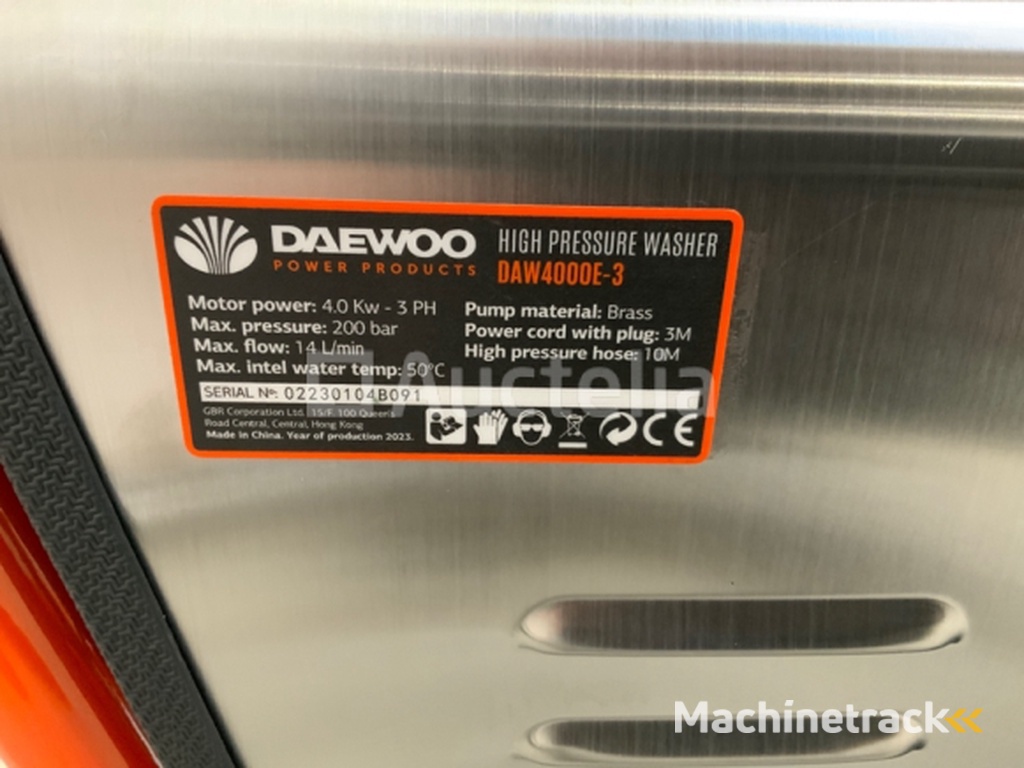 DAEWOO
POWER PRODUCTS
HIGH PRESSURE WASHER
DAW4000E-3
Motor power: 4.0 Kw - 3 PH
Max. pressure: 200 bar
Max. flow: 14 L/min
Max. intel water temp: 50°C
Pump material: Brass
Power cord with plug: 3M
High pressure hose: 10M
SERIAL Nº: 02230104B091
GBR Corporation Ltd. 15/F. 100 Queen's
Road Central, Central, Hong Kong
Made in China. Year of production 2023.
CE
Auctelia
Machinetrack